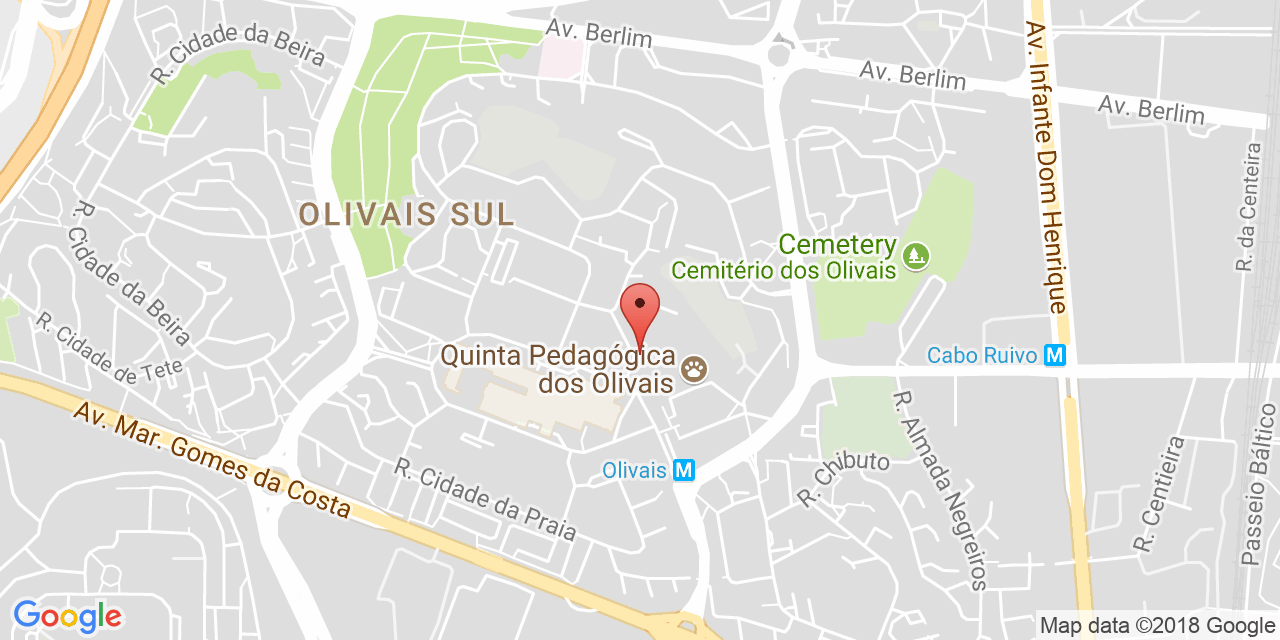 Av. Berlim
R. Cidade da Beira
Av. Berlim
Av. Berlim
Av. Infante Dom Henrique
R. da Centeira
OLIVAIS SUL
R. Cidade da Beira
Cemetery
Cemitério dos Olivais
R. Cidade de Tete
Quinta Pedagógica
dos Olivais
Cabo Ruivo M
Av. Mar. Gomes da Costa
R. Cidade da Praia
Olivais M
R. Chibuto
R. Almada Negreiros
R. Centieira
Passeio Báltico
Google
Map data ©2018 Google